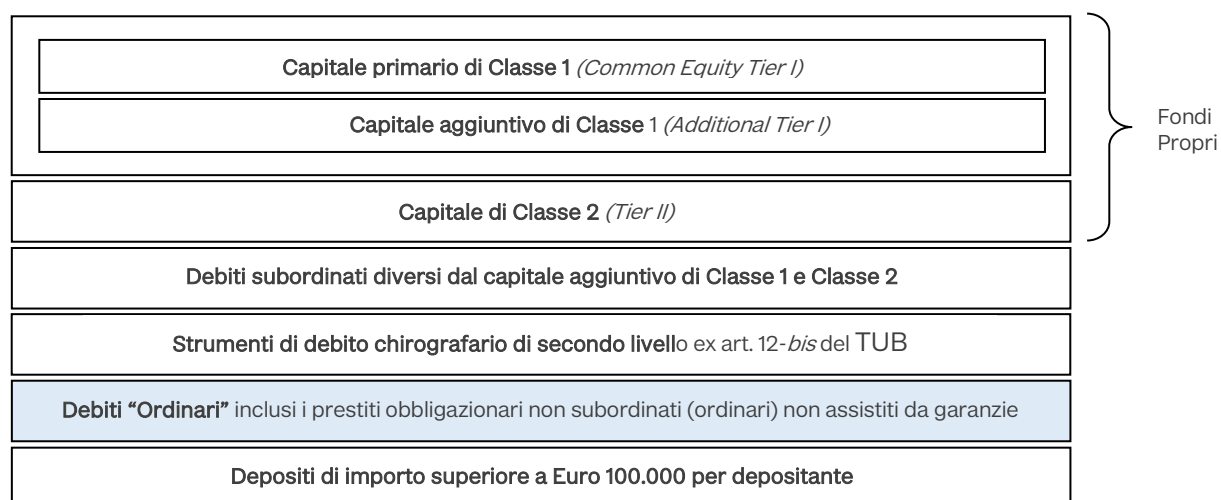 Capitale primario di Classe 1 (Common Equity Tier I)
Capitale aggiuntivo di Classe 1 (Additional Tier I)
Fondi
Propri
Capitale di Classe 2 (Tier II)
Debiti subordinati diversi dal capitale aggiuntivo di Classe 1 e Classe 2
Strumenti di debito chirografario di secondo livello ex art. 12-bis del TUB
Debiti “Ordinari” inclusi i prestiti obbligazionari non subordinati (ordinari) non assistiti da garanzie
Depositi di importo superiore a Euro 100.000 per depositante